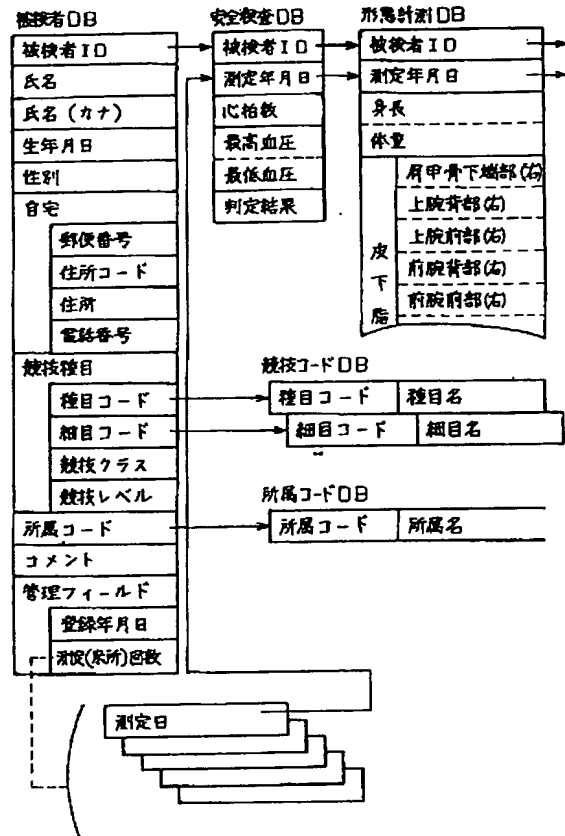 被検者DB
被検者ID
氏名
氏名(カナ)
生年月日
性別
自宅
郵便番号
住所コード
住所
電話番号
競技種目
種目コード
細目コード
競技クラス
競技レベル
所属コード
コメント
管理フィールド
登録年月日
測定(来所)回数
測定日
安全検査DB
被検者ID
測定年月日
心拍数
最高血圧
最低血圧
判定結果
形態計測DB
被検者ID
測定年月日
身長
体重
皮下脂
肩甲骨下端部(右)
上腕背部(右)
上腕前部(右)
前腕背部(右)
前腕前部(右)
競技コードDB
種目コード 種目名
細目コード 細目名
所属コードDB
所属コード 所属名